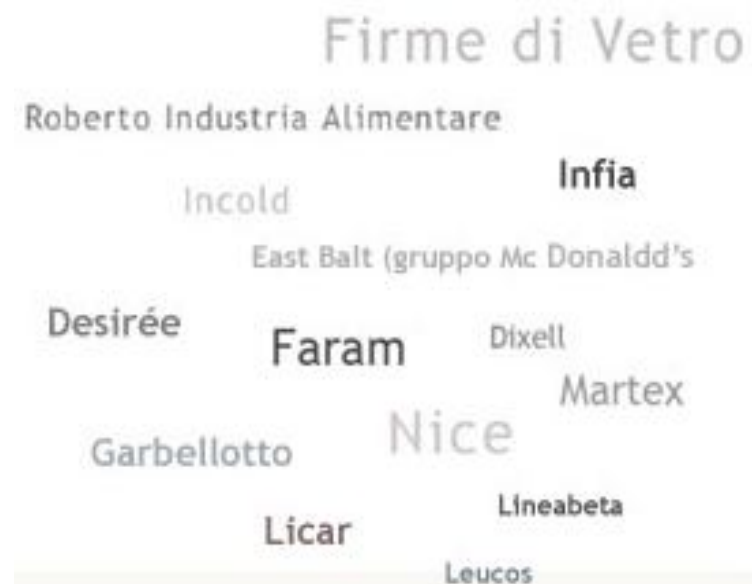 Firme di Vetro
Roberto Industria Alimentare
Infia
Incold
East Balt (gruppo Mc Donaldd's
Desirée
Faram
Dixell
Martex
Nice
Garbellotto
Lineabeta
Licar
Leucos